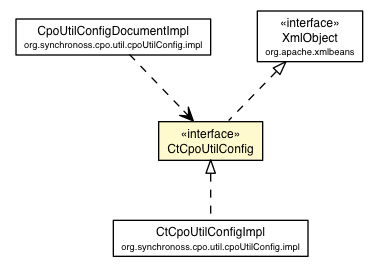 CpoUtilConfigDocumentImpl
org.synchronoss.cpo.util.cpoUtilConfig.impl
«interface»
XmlObject
org.apache.xmlbeans
«interface»
CtCpoUtilConfig
CtCpoUtilConfigImpl
org.synchronoss.cpo.util.cpoUtilConfig.impl